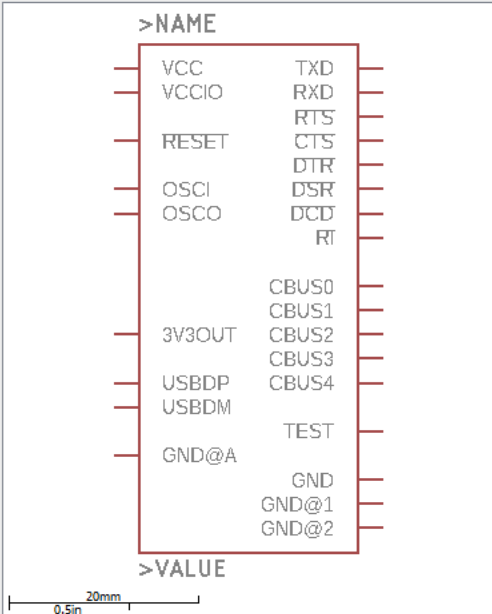 >NAME
VCC TXD
VCCIO RXD
RTS
RESET CTS
DTR
OSCI DSR
OSCO DCD
RI
CBUS0
CBUS1
3V3OUT CBUS2
CBUS3
USBDP CBUS4
USBDM
TEST
GND@A
GND
GND@1
GND@2
>VALUE
20mm
0.5in